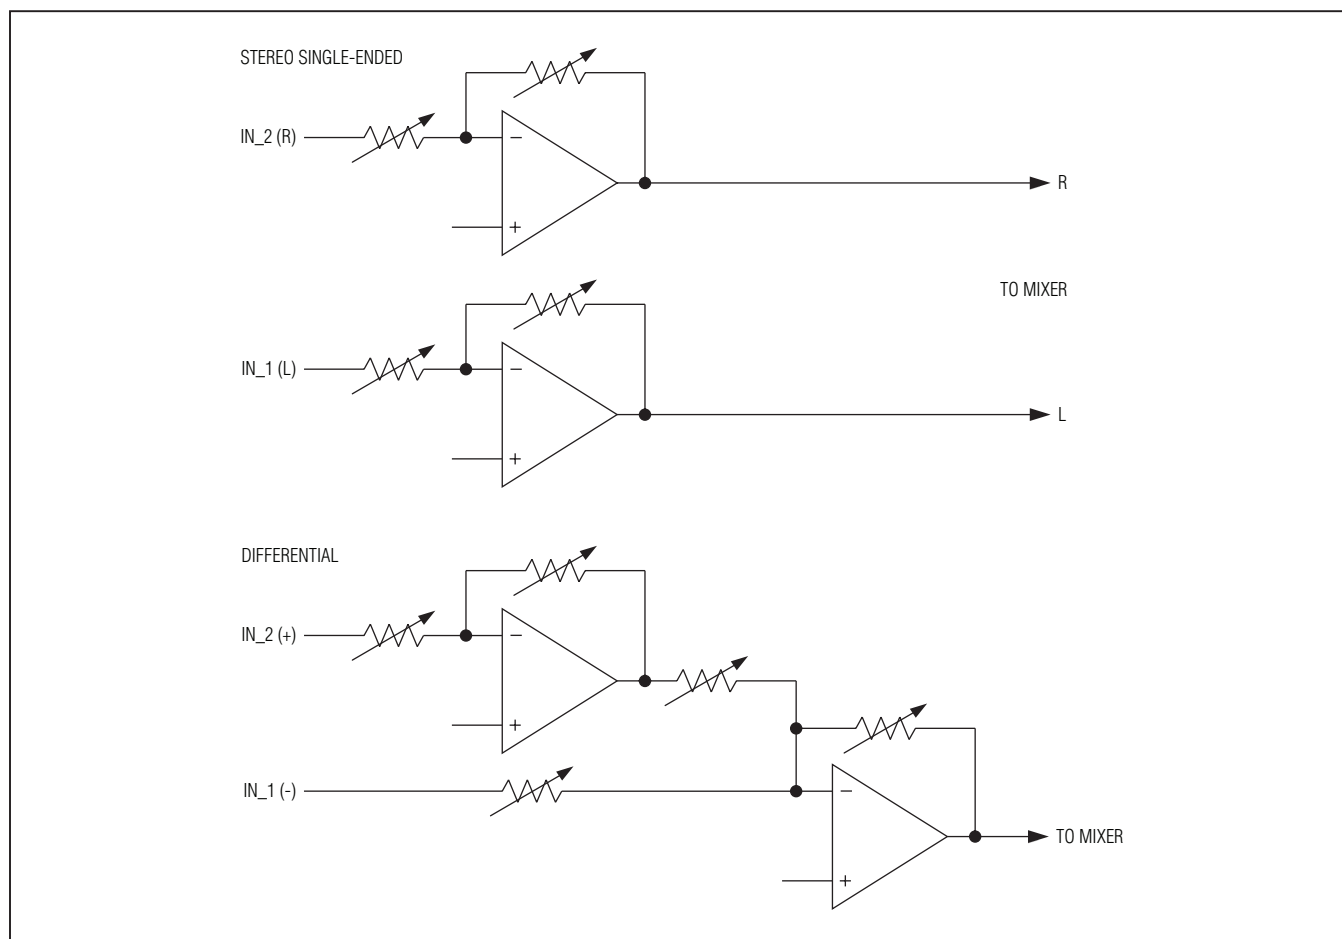 STEREO SINGLE-ENDED
IN_2 (R)
−
+
R
TO MIXER
IN_1 (L)
−
+
L
DIFFERENTIAL
IN_2 (+)
−
+
IN_1 (-)
−
+
TO MIXER